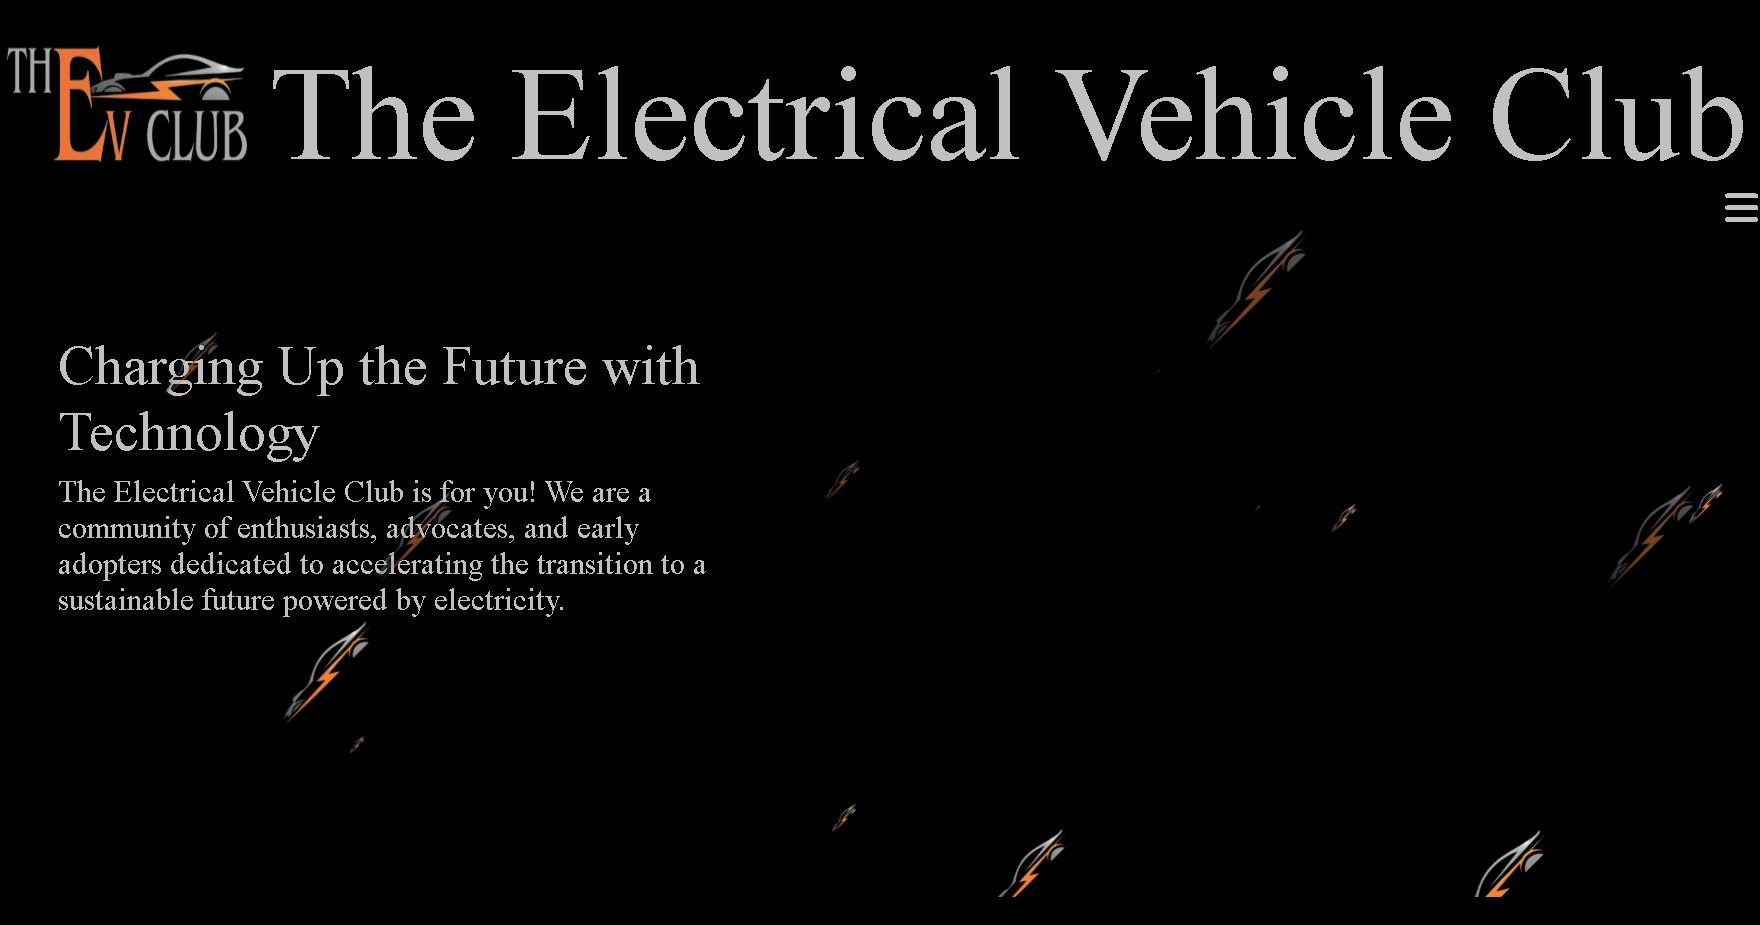 THE EV CLUB
The Electrical Vehicle Club
Charging Up the Future with
Technology
The Electrical Vehicle Club is for you! We are a
community of enthusiasts, advocates, and early
adopters dedicated to accelerating the transition to a
sustainable future powered by electricity.